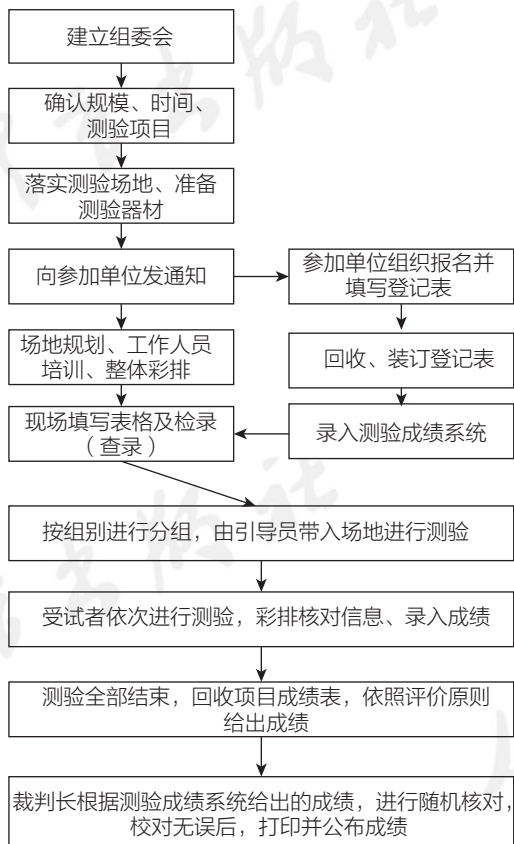 建立组委会
确认规模、时间、
测验项目
落实测验场地、准备
测验器材
向参加单位发通知
参加单位组织报名并
填写登记表
场地规划、工作人员
培训、整体彩排
回收、装订登记表
现场填写表格及检录
（查录）
录入测验成绩系统
按组别进行分组，由引导员带入场地进行测验
受试者依次进行测验，彩排核对信息、录入成绩
测验全部结束，回收项目成绩表，依照评价原则
给出成绩
裁判长根据测验成绩系统给出的成绩，进行随机核对，
校对无误后，打印并公布成绩